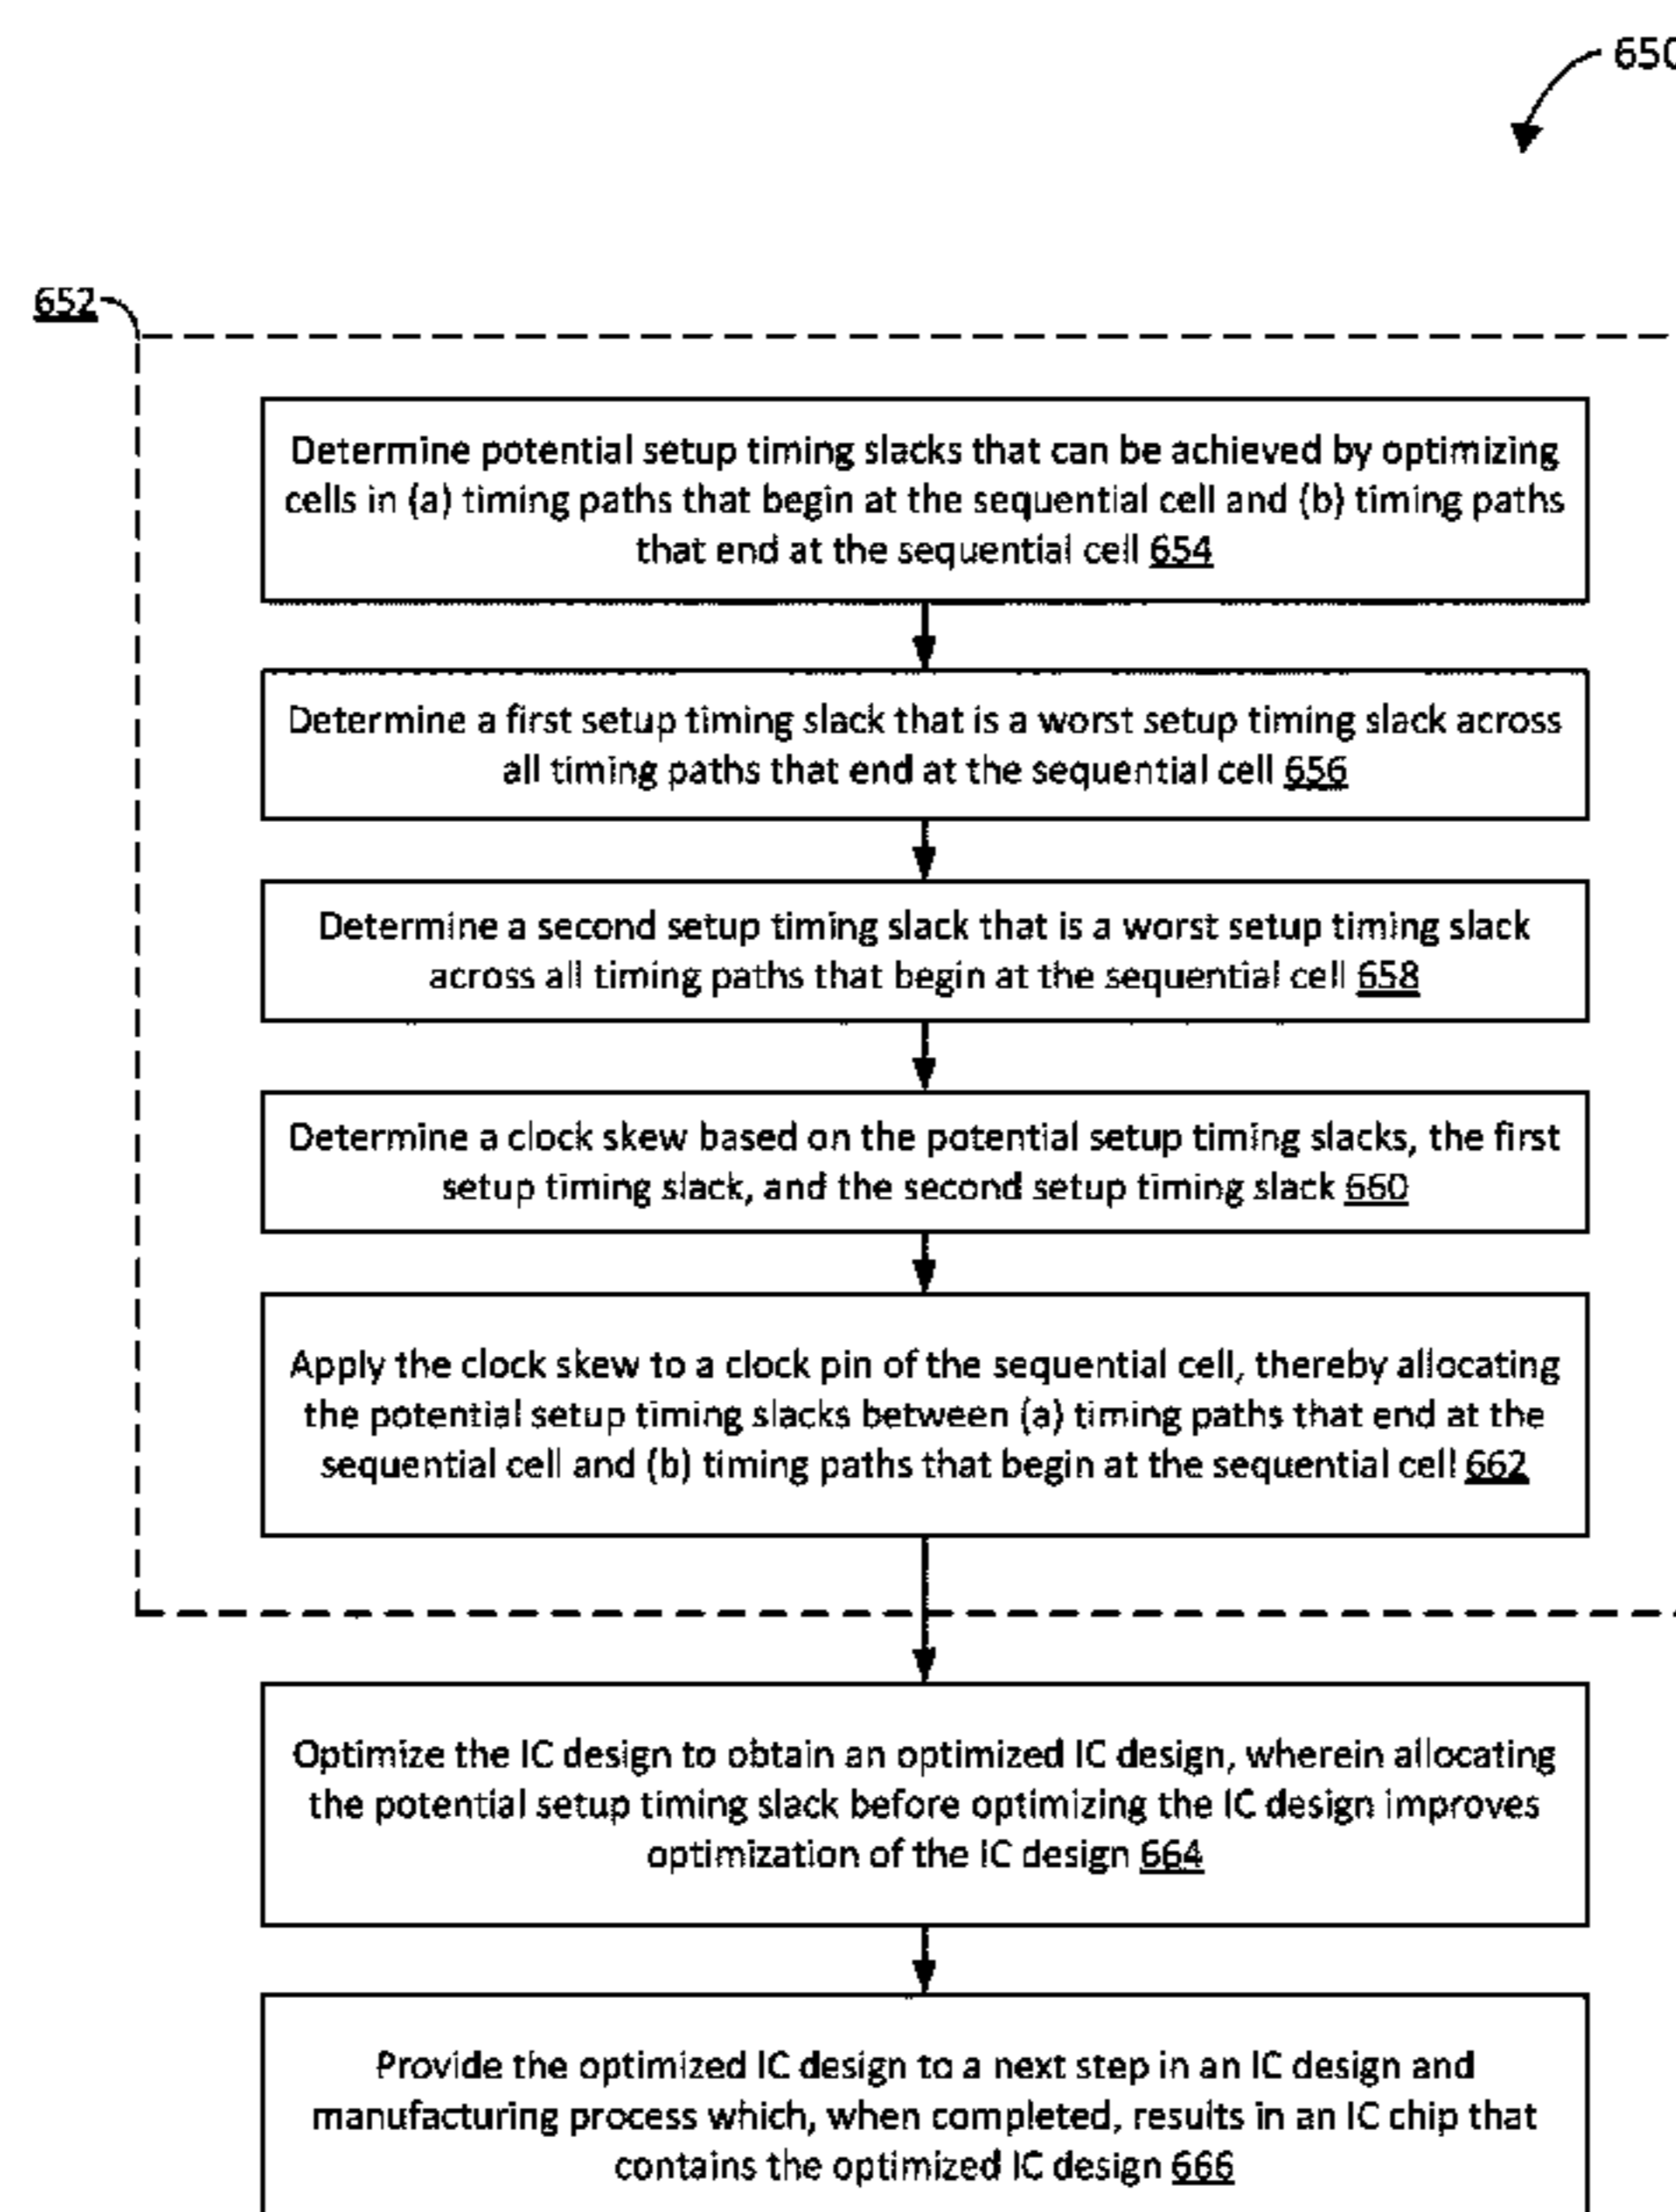 650
652
Determine potential setup timing slacks that can be achieved by optimizing
cells in (a) timing paths that begin at the sequential cell and (b) timing paths
that end at the sequential cell 654
Determine a first setup timing slack that is a worst setup timing slack across
all timing paths that end at the sequential cell 656
Determine a second setup timing slack that is a worst setup timing slack
across all timing paths that begin at the sequential cell 658
Determine a clock skew based on the potential setup timing slacks, the first
setup timing slack, and the second setup timing slack 660
Apply the clock skew to a clock pin of the sequential cell, thereby allocating
the potential setup timing slacks between (a) timing paths that end at the
sequential cell and (b) timing paths that begin at the sequential cell 662
Optimize the IC design to obtain an optimized IC design, wherein allocating
the potential setup timing slack before optimizing the IC design improves
optimization of the IC design 664
Provide the optimized IC design to a next step in an IC design and
manufacturing process which, when completed, results in an IC chip that
contains the optimized IC design 666